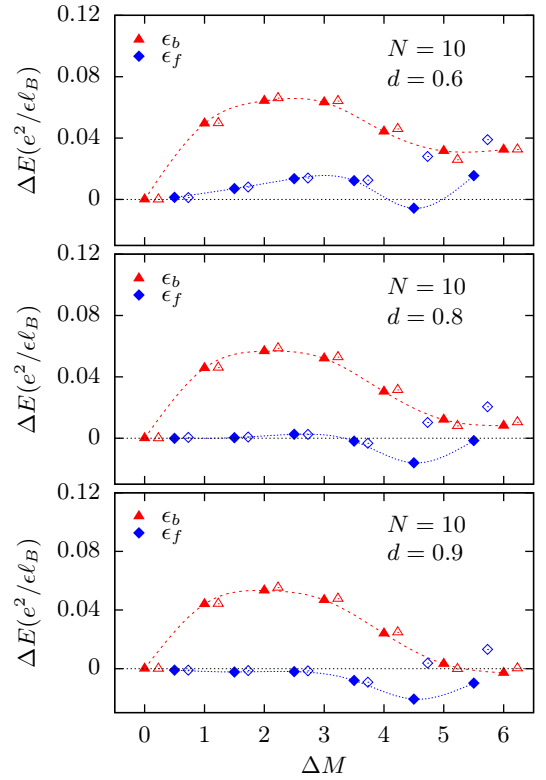 0.12
ϵ_b
ϵ_f
N = 10
d = 0.6
0.08
0.04
0
ΔE(e²/ϵℓ_B)
0.12
ϵ_b
ϵ_f
N = 10
d = 0.8
0.08
0.04
0
ΔE(e²/ϵℓ_B)
0.12
ϵ_b
ϵ_f
N = 10
d = 0.9
0.08
0.04
0
ΔE(e²/ϵℓ_B)
0 1 2 3 4 5 6
ΔM